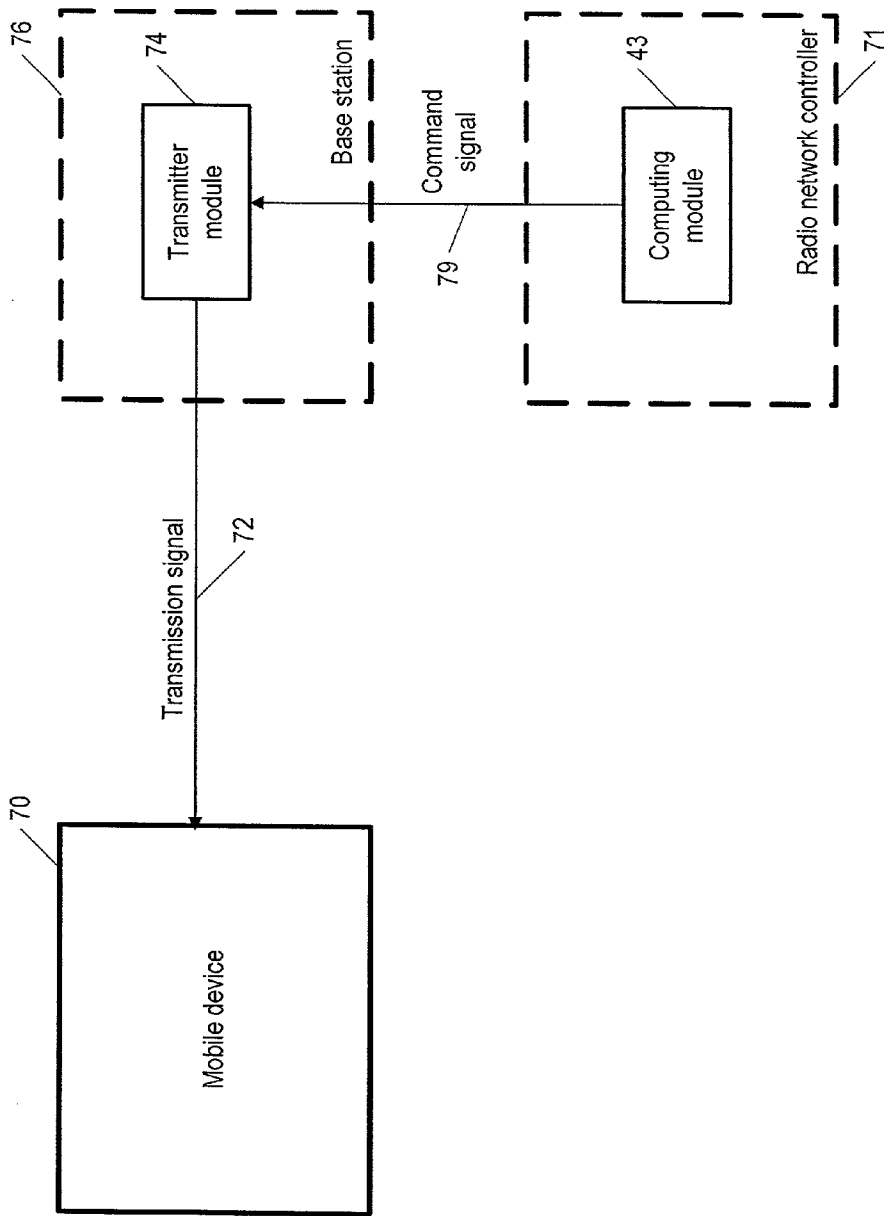 70
Mobile device
Transmission signal
72
76
74
Transmitter
module
Base station
Command
signal
79
43
Computing
module
Radio network controller
71